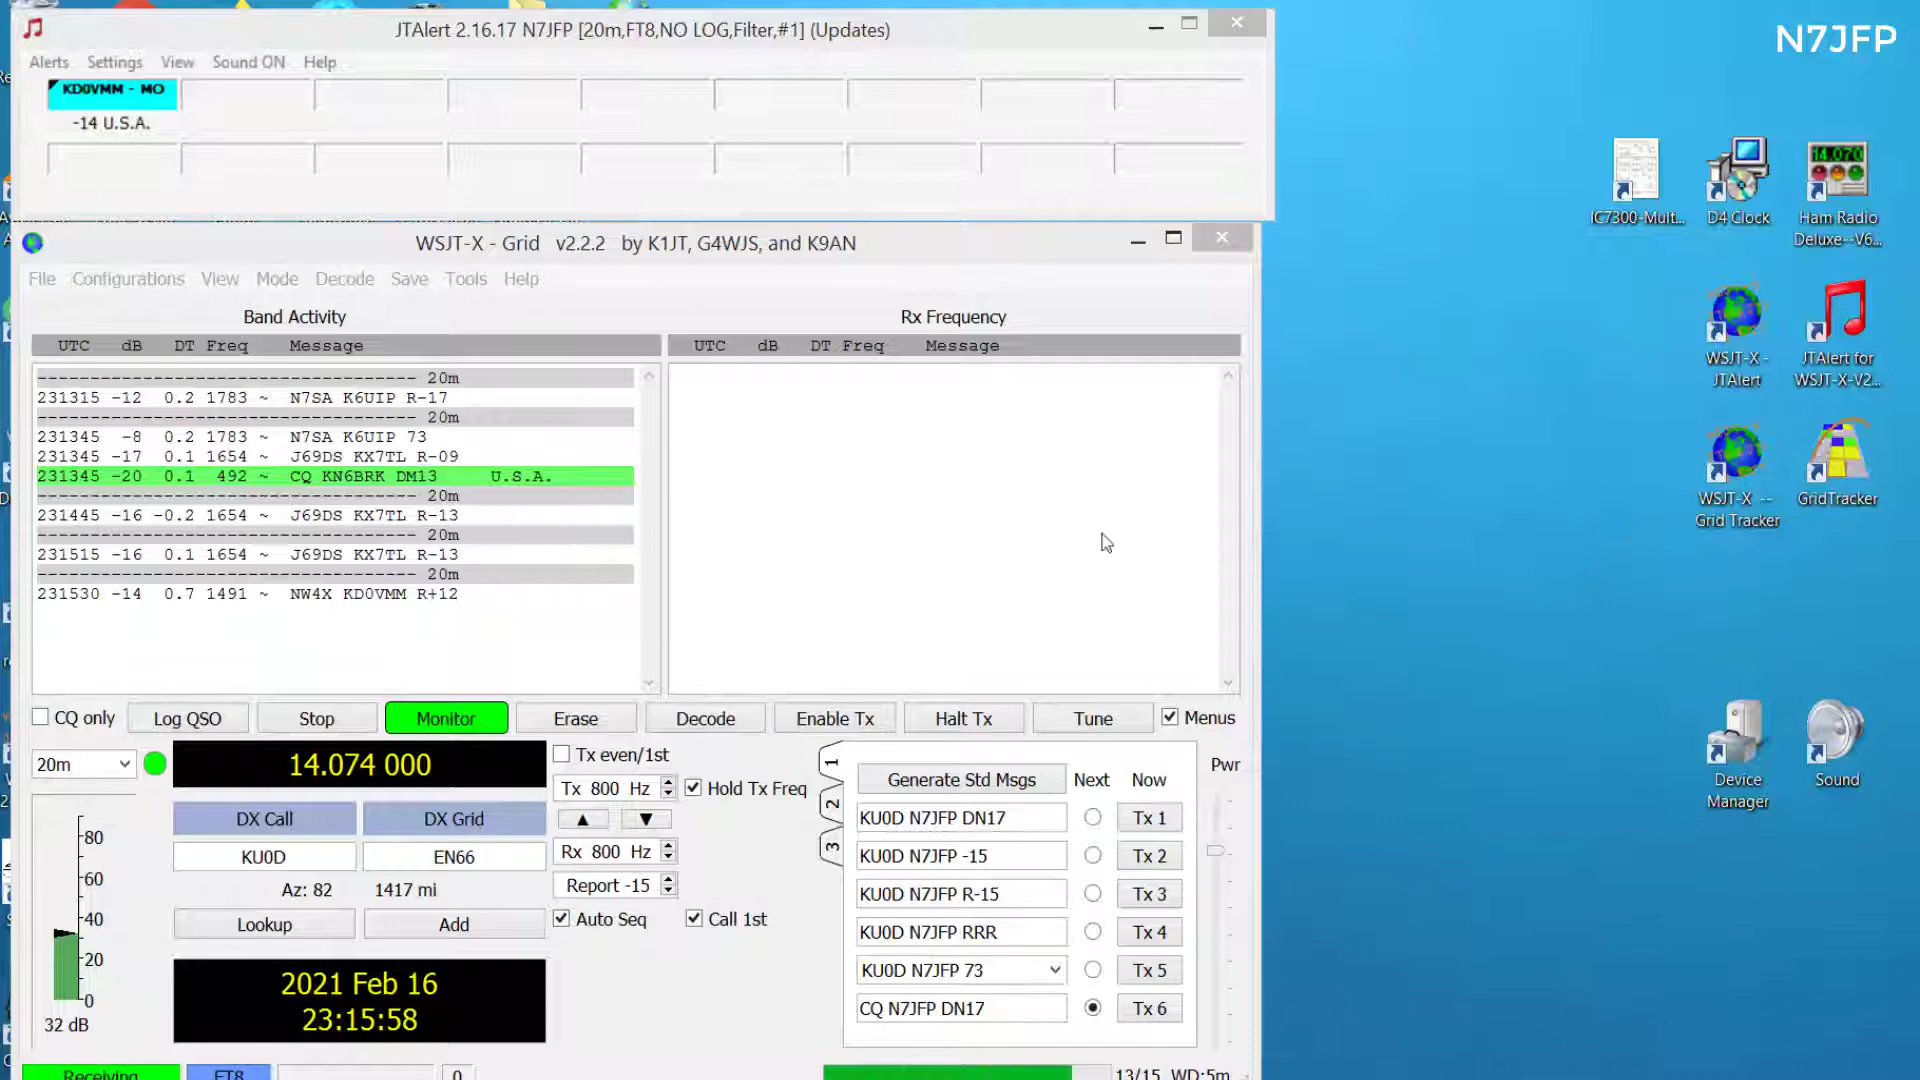 JTAlert 2.16.17 N7JFP [20m,FT8,NO LOG,Filter,#1] (Updates)
N7JFP
Alerts Settings View Sound ON Help
KD0VMM - MO
-14 U.S.A.
WSJT-X - Grid v2.2.2 by K1JT, G4WJS, and K9AN
File Configurations View Mode Decode Save Tools Help
Band Activity
Rx Frequency
UTC dB DT Freq Message
UTC dB DT Freq Message
---------------------------------- 20m
231315 -12 0.2 1783 ~ N7SA K6UIP R-17
---------------------------------- 20m
231345 -8 0.2 1783 ~ N7SA K6UIP 73
231345 -17 0.1 1654 ~ J69DS KX7TL R-09
231345 -20 0.1 492 ~ CQ KN6BRK DM13 U.S.A.
---------------------------------- 20m
231445 -16 -0.2 1654 ~ J69DS KX7TL R-13
---------------------------------- 20m
231515 -16 0.1 1654 ~ J69DS KX7TL R-13
---------------------------------- 20m
231530 -14 0.7 1491 ~ NW4X KD0VMM R+12
CQ only Log QSO Stop Monitor Erase Decode Enable Tx Halt Tx Tune Menus
20m
14.074 000
Tx even/1st
Tx 800 Hz
Hold Tx Freq
DX Call
DX Grid
KU0D
EN66
Rx 800 Hz
Az: 82 1417 mi
Report -15
Lookup
Add
Auto Seq
Call 1st
2021 Feb 16
23:15:58
80
60
40
20
0
32 dB
1
2
3
Generate Std Msgs Next Now
Pwr
KU0D N7JFP DN17 Tx 1
KU0D N7JFP -15 Tx 2
KU0D N7JFP R-15 Tx 3
KU0D N7JFP RRR Tx 4
KU0D N7JFP 73 Tx 5
CQ N7JFP DN17 Tx 6
Receiving FT8 0 13/15 WD:5m
IC7300-Mult...
D4 Clock
14.070
Ham Radio
Deluxe--V6...
WSJT-X -
JTAlert
JTAlert for
WSJT-X-V2...
WSJT-X --
Grid Tracker
GridTracker
Device
Manager
Sound